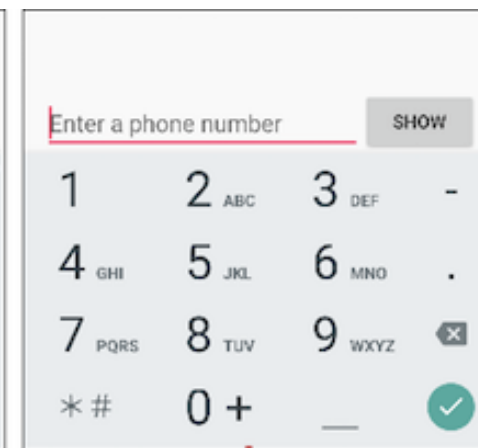 Enter a phone number SHOW
1 2 ABC 3 DEF -
4 GHI 5 JKL 6 MNO .
7 PQRS 8 TUV 9 WXYZ
*# 0 + _